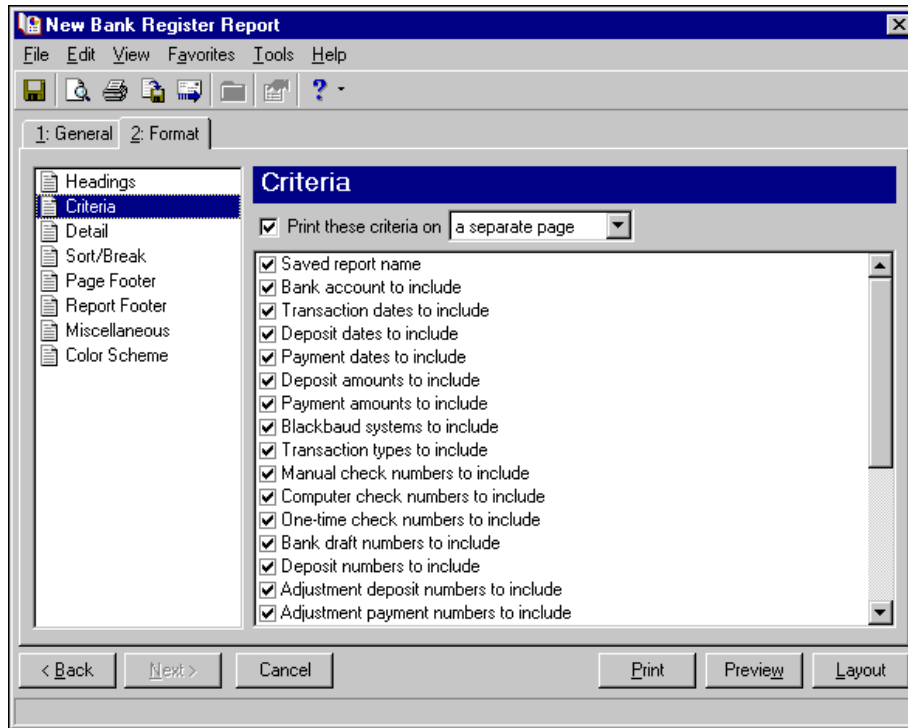 New Bank Register Report
File Edit View Favorites Tools Help
1: General 2: Format
Headings
Criteria
Detail
Sort/Break
Page Footer
Report Footer
Miscellaneous
Color Scheme
Criteria
Print these criteria on a separate page
Saved report name
Bank account to include
Transaction dates to include
Deposit dates to include
Payment dates to include
Deposit amounts to include
Payment amounts to include
Blackbaud systems to include
Transaction types to include
Manual check numbers to include
Computer check numbers to include
One-time check numbers to include
Bank draft numbers to include
Deposit numbers to include
Adjustment deposit numbers to include
Adjustment payment numbers to include
< Back Next > Cancel Print Preview Layout